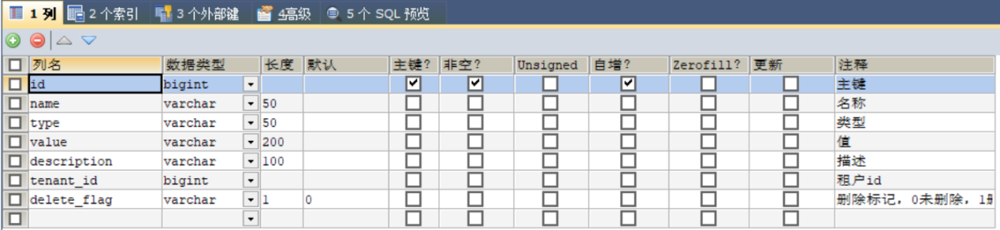 1 列 2 个索引 3 个外部键 4高级 5 个 SQL 预览
列名 数据类型 长度 默认 主键? 非空? Unsigned 自增? Zerofill? 更新 注释
id bigint 主键
name varchar 50 名称
type varchar 50 类型
value varchar 200 值
description varchar 100 描述
tenant_id bigint 租户id
delete_flag varchar 1 0 删除标记，0未删除，1